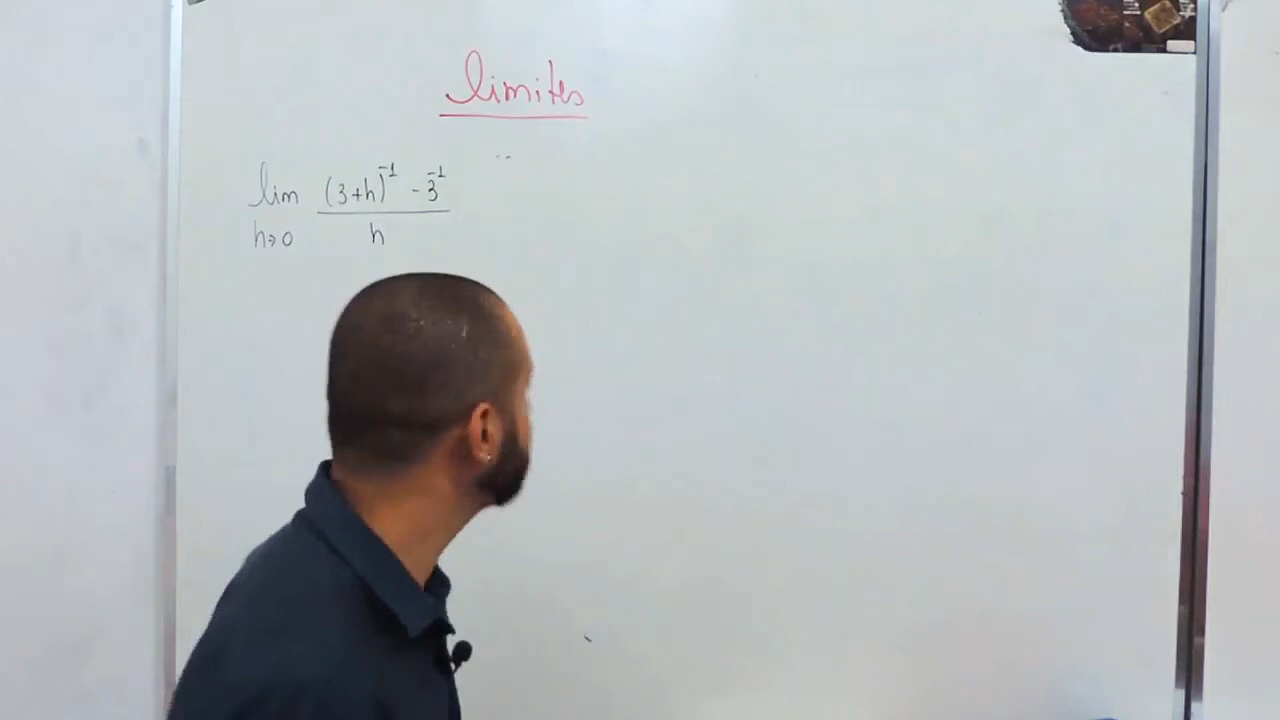 limites
lim (3+h)⁻¹ - 3⁻¹
h→0 h